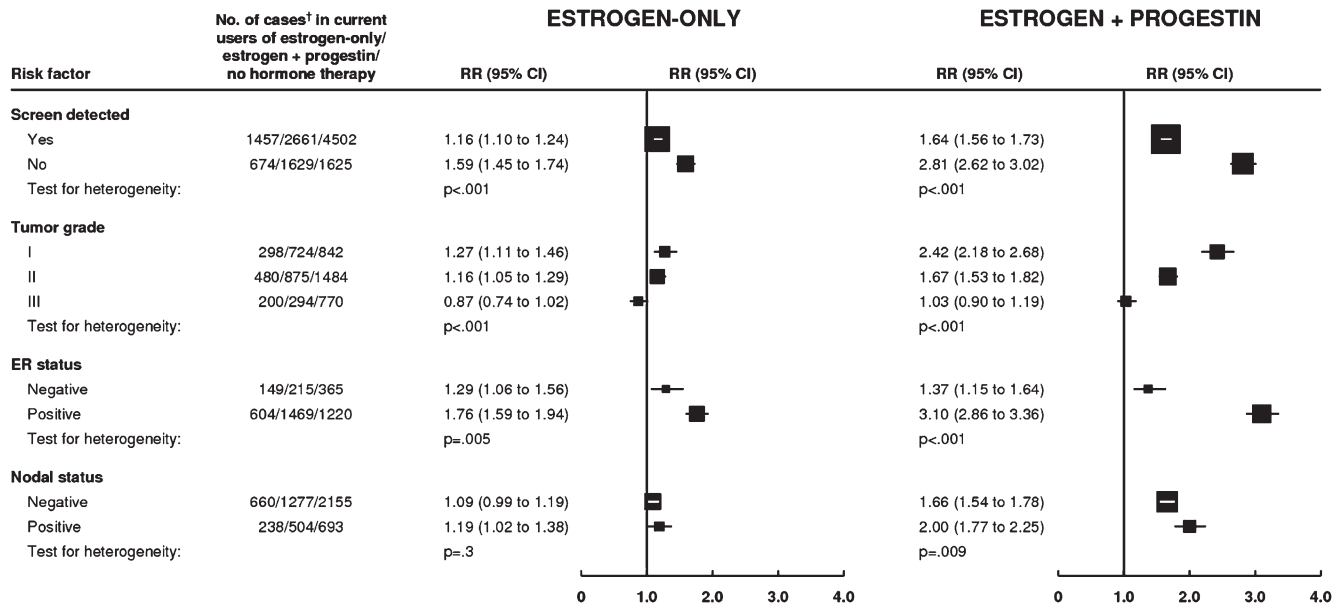 No. of cases† in current users of estrogen-only/ estrogen + progestin/ no hormone therapy
ESTROGEN-ONLY ESTROGEN + PROGESTIN
Risk factor RR (95% CI) RR (95% CI) RR (95% CI) RR (95% CI)
Screen detected
Yes 1457/2661/4502 1.16 (1.10 to 1.24) 1.64 (1.56 to 1.73)
No 674/1629/1625 1.59 (1.45 to 1.74) 2.81 (2.62 to 3.02)
Test for heterogeneity: p<.001 p<.001
Tumor grade
I 298/724/842 1.27 (1.11 to 1.46) 2.42 (2.18 to 2.68)
II 480/875/1484 1.16 (1.05 to 1.29) 1.67 (1.53 to 1.82)
III 200/294/770 0.87 (0.74 to 1.02) 1.03 (0.90 to 1.19)
Test for heterogeneity: p<.001 p<.001
ER status
Negative 149/215/365 1.29 (1.06 to 1.56) 1.37 (1.15 to 1.64)
Positive 604/1469/1220 1.76 (1.59 to 1.94) 3.10 (2.86 to 3.36)
Test for heterogeneity: p=.005 p<.001
Nodal status
Negative 660/1277/2155 1.09 (0.99 to 1.19) 1.66 (1.54 to 1.78)
Positive 238/504/693 1.19 (1.02 to 1.38) 2.00 (1.77 to 2.25)
Test for heterogeneity: p=.3 p=.009
0 1.0 2.0 3.0 4.0 0 1.0 2.0 3.0 4.0